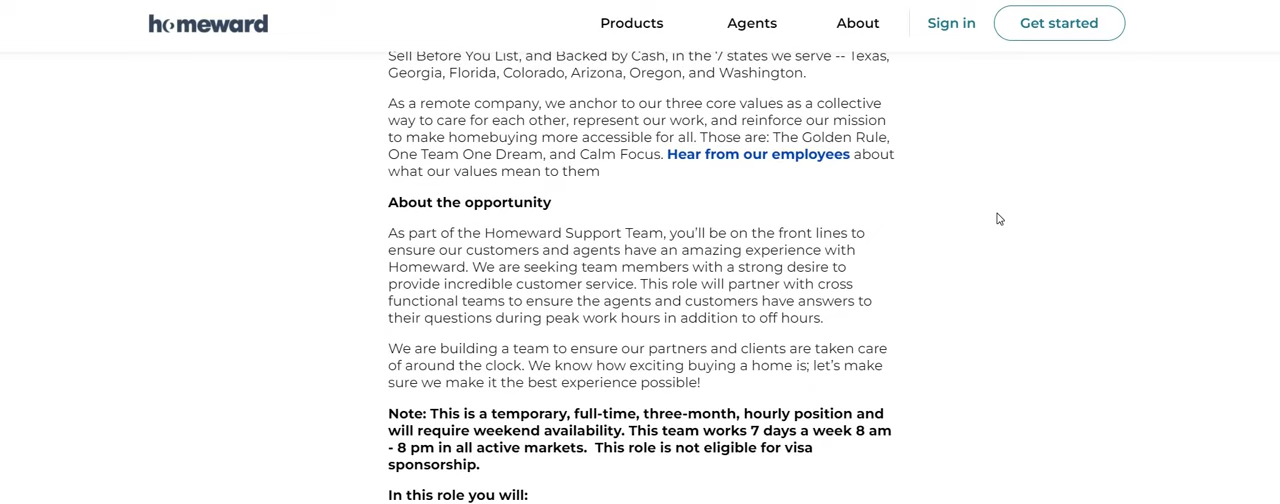 homeward
Products
Agents
About
Sign in
Get started
Sell Before You List, and Backed by Cash, in the 7 states we serve -- Texas,
Georgia, Florida, Colorado, Arizona, Oregon, and Washington.
As a remote company, we anchor to our three core values as a collective
way to care for each other, represent our work, and reinforce our mission
to make homebuying more accessible for all. Those are: The Golden Rule,
One Team One Dream, and Calm Focus. Hear from our employees about
what our values mean to them
About the opportunity
As part of the Homeward Support Team, you’ll be on the front lines to
ensure our customers and agents have an amazing experience with
Homeward. We are seeking team members with a strong desire to
provide incredible customer service. This role will partner with cross
functional teams to ensure the agents and customers have answers to
their questions during peak work hours in addition to off hours.
We are building a team to ensure our partners and clients are taken care
of around the clock. We know how exciting buying a home is; let’s make
sure we make it the best experience possible!
Note: This is a temporary, full-time, three-month, hourly position and
will require weekend availability. This team works 7 days a week 8 am
- 8 pm in all active markets.  This role is not eligible for visa
sponsorship.
In this role you will: